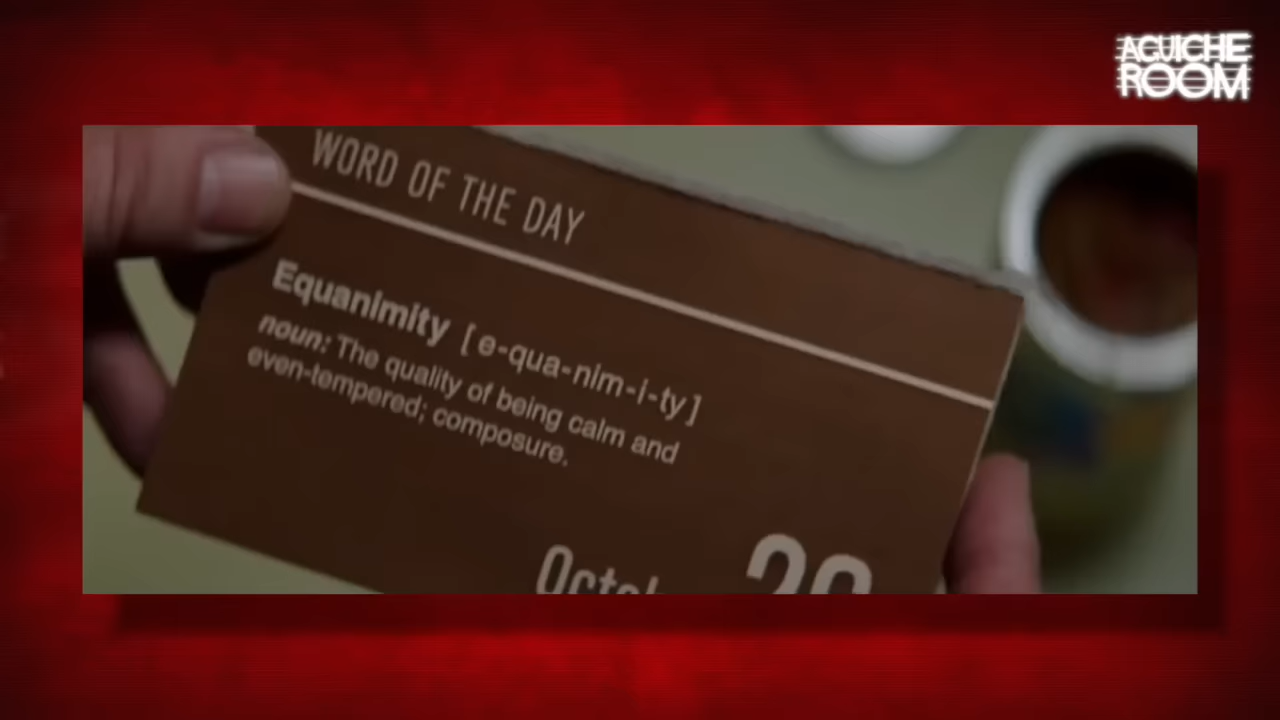 AGUICHE
ROOM
WORD OF THE DAY
Equanimity [e-qua-nim-i-ty]
noun: The quality of being calm and
even-tempered; composure.